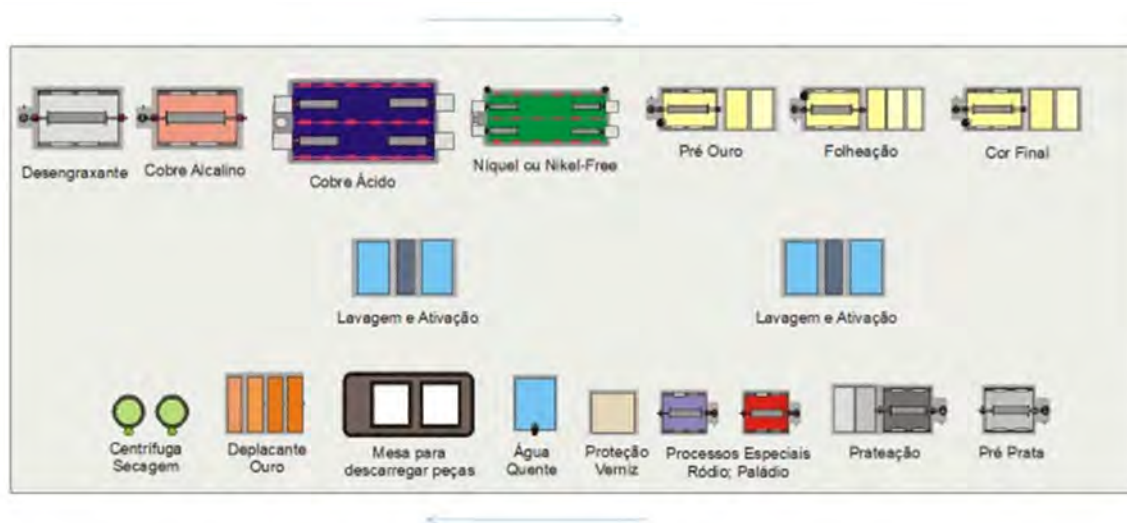 Desengraxante
Cobre Alcalino
Cobre Ácido
Níquel ou Nikel-Free
Pré Ouro
Folheação
Cor Final
Lavagem e Ativação
Lavagem e Ativação
Centrífuga
Secagem
Deplacante
Ouro
Mesa para
descarregar peças
Água
Quente
Proteção
Verniz
Processos Especiais
Ródio; Paládio
Prateação
Pré Prata